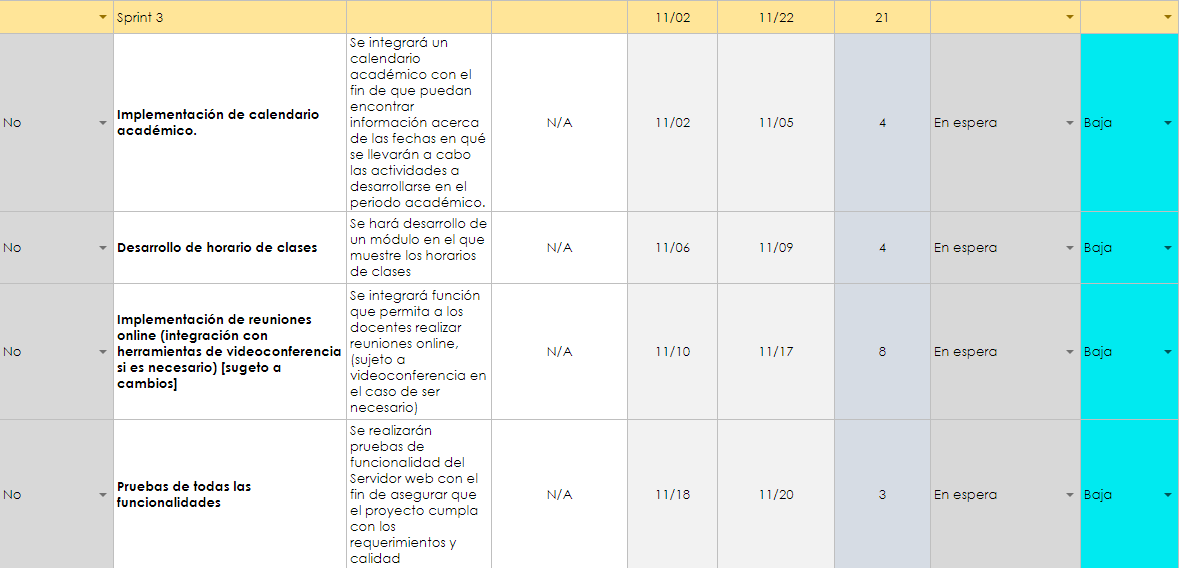 Sprint 3 11/02 11/22 21
No
Implementación de calendario
académico.
Se integrará un
calendario
académico con el
fin de que puedan
encontrar
información acerca
de las fechas en qué
se llevarán a cabo
las actividades a
desarrollarse en el
periodo académico.
N/A 11/02 11/05 4 En espera Baja
No
Desarrollo de horario de clases
Se hará desarrollo de
un módulo en el que
muestre los horarios
de clases
N/A 11/06 11/09 4 En espera Baja
No
Implementación de reuniones
online (integración con
herramientas de videoconferencia
si es necesario) [sugeto a
cambios]
Se integrará función
que permita a los
docentes realizar
reuniones online,
(sujeto a
videoconferencia en
el caso de ser
necesario)
N/A 11/10 11/17 8 En espera Baja
No
Pruebas de todas las
funcionalidades
Se realizarán
pruebas de
funcionalidad del
Servidor web con el
fin de asegurar que
el proyecto cumpla
con los
requerimientos y
calidad
N/A 11/18 11/20 3 En espera Baja